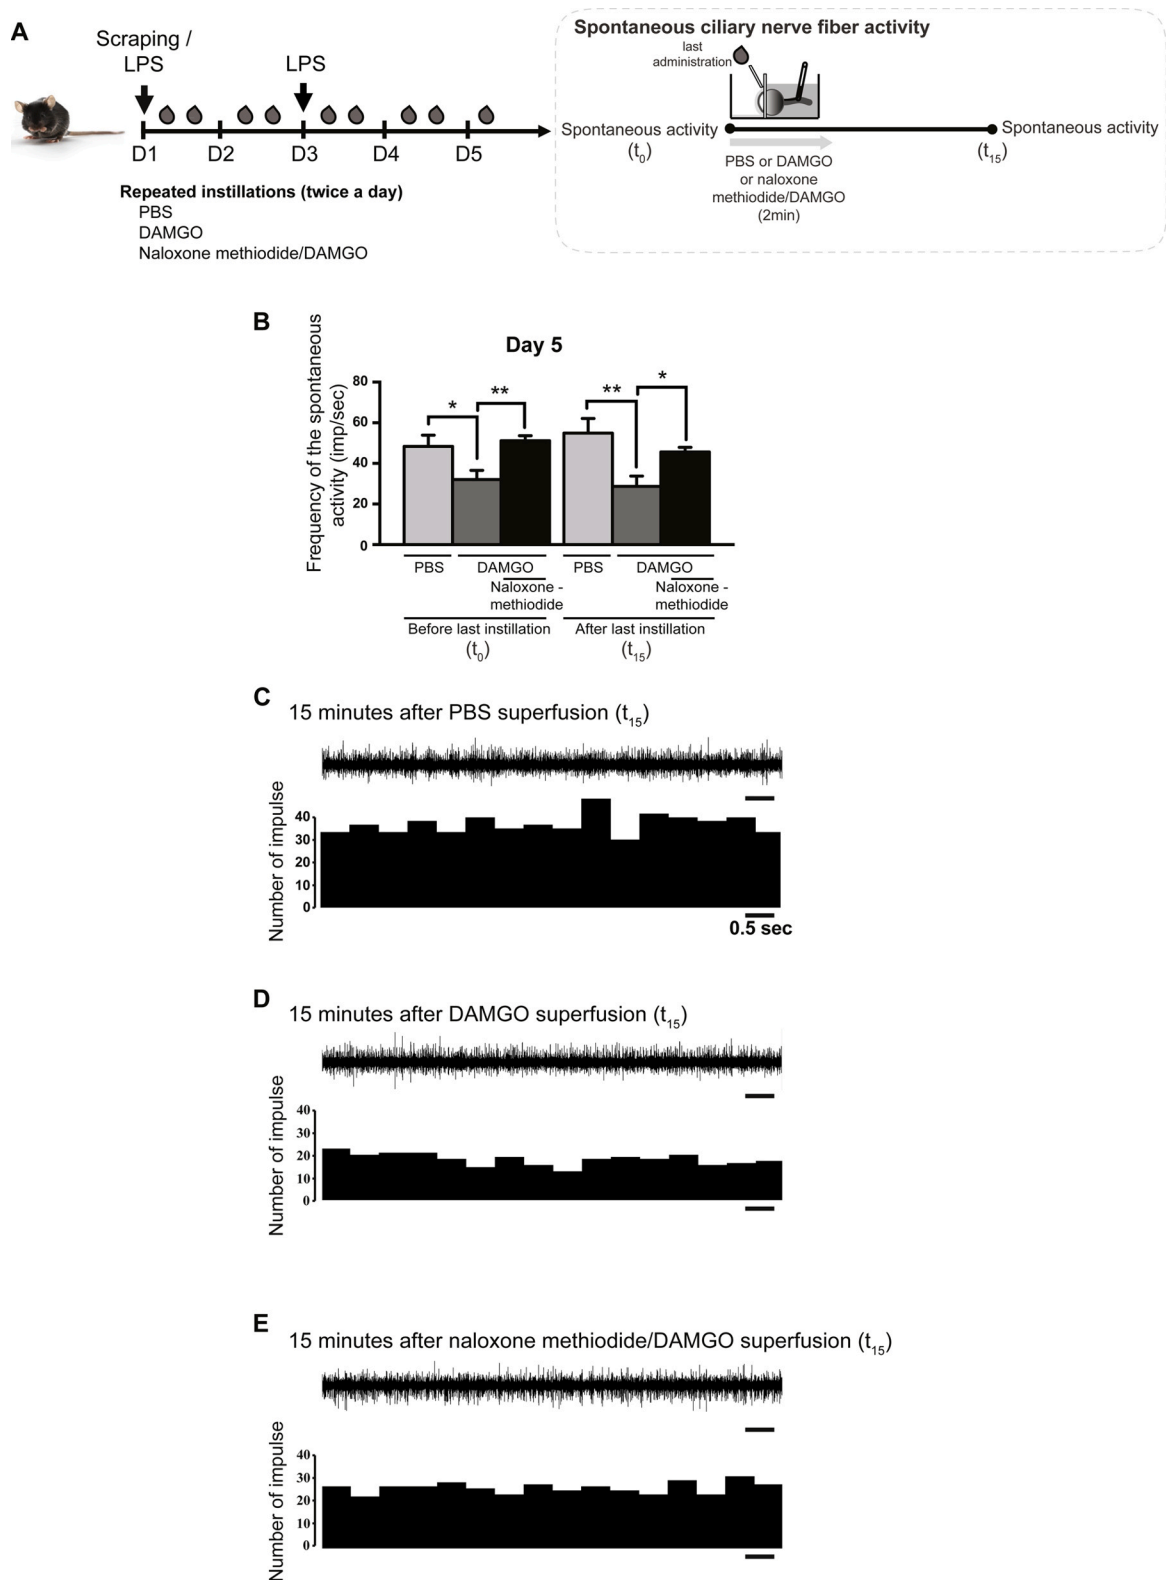 A
Scraping /
LPS
LPS
D1 D2 D3 D4 D5
Repeated instillations (twice a day)
PBS
DAMGO
Naloxone methiodide/DAMGO
Spontaneous ciliary nerve fiber activity
last
administration
Spontaneous activity
(t0)
Spontaneous activity
(t15)
PBS or DAMGO
or naloxone
methiodide/DAMGO
(2min)
B
Day 5
Frequency of the spontaneous
activity (imp/sec)
80
60
40
20
0
* ** ** *
PBS DAMGO PBS DAMGO
Naloxone - Naloxone -
methiodide methiodide
Before last instillation After last instillation
(t0) (t15)
C
15 minutes after PBS superfusion (t15)
Number of impulse
40
30
20
10
0
0.5 sec
D
15 minutes after DAMGO superfusion (t15)
Number of impulse
40
30
20
10
0
E
15 minutes after naloxone methiodide/DAMGO superfusion (t15)
Number of impulse
40
30
20
10
0